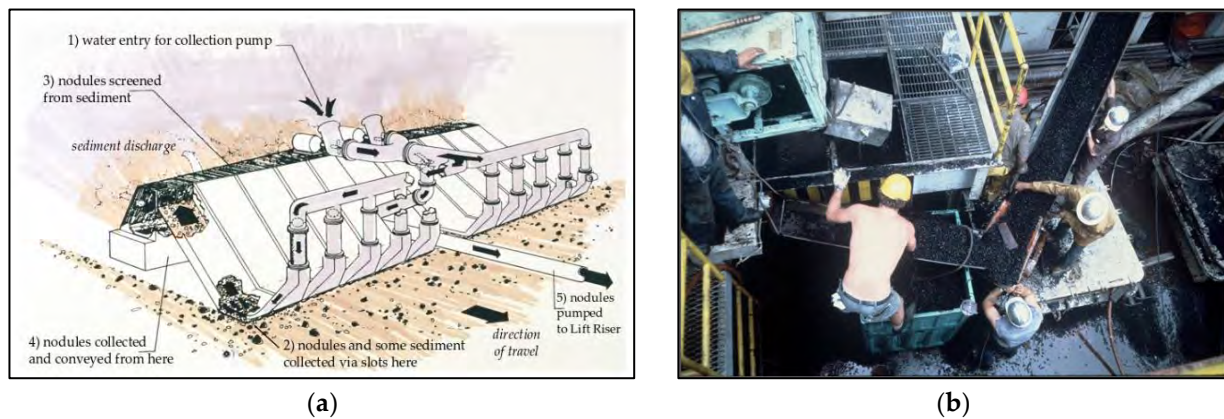 1) water entry for collection pump
3) nodules screened
from sediment
sediment discharge
4) nodules collected
and conveyed from here
2) nodules and some sediment
collected via slots here
direction
of travel
5) nodules
pumped
to Lift Riser
(a)
(b)